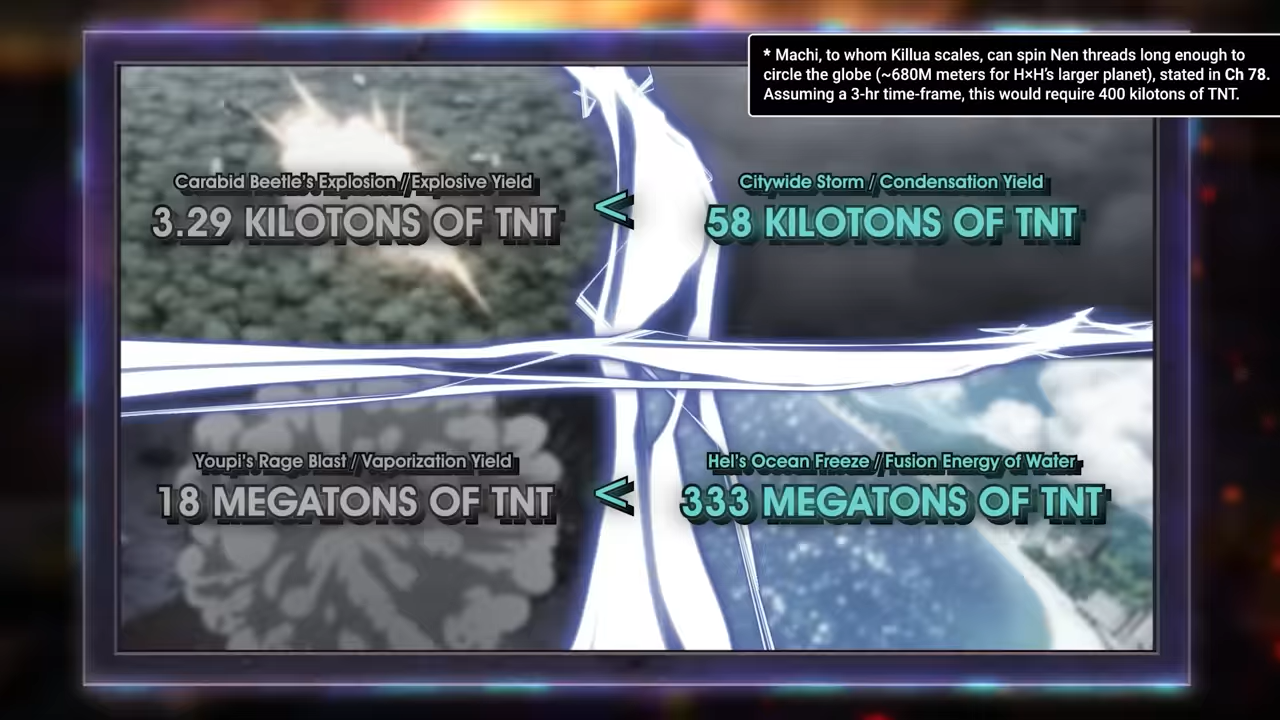 * Machi, to whom Killua scales, can spin Nen threads long enough to
circle the globe (~680M meters for H×H's larger planet), stated in Ch 78.
Assuming a 3-hr time-frame, this would require 400 kilotons of TNT.
Carabid Beetle's Explosion / Explosive Yield
3.29 KILOTONS OF TNT
<
Citywide Storm / Condensation Yield
58 KILOTONS OF TNT
Youpi's Rage Blast / Vaporization Yield
18 MEGATONS OF TNT
<
Hel's Ocean Freeze / Fusion Energy of Water
333 MEGATONS OF TNT